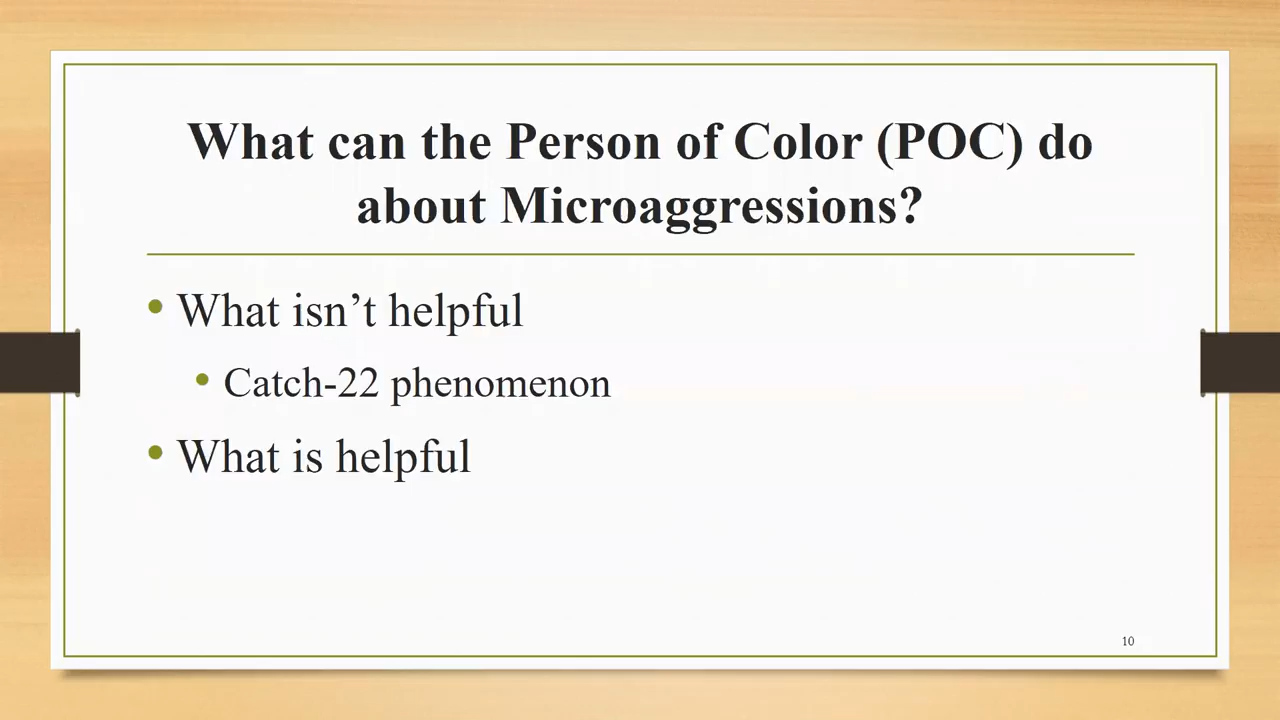 What can the Person of Color (POC) do
about Microaggressions?
• What isn’t helpful
• Catch-22 phenomenon
• What is helpful
10